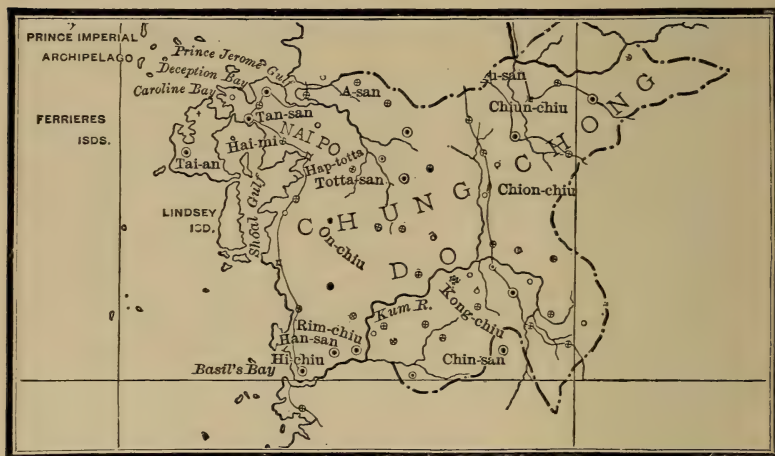 PRINCE IMPERIAL
ARCHIPELAGO
Prince Jerome Gulf
Deception Bay
Caroline Bay
FERRIERES
ISDS.
A-san
Chiun-chiu
Tan-san
NAI PO
Hai-mi
Tai-an
Hap-totta
Totta-san
CHUNG CHONG
DO
Chion-chiu
LINDSEY
ISD.
Shoal Gulf
On-chiu
Kum R.
Kong-chiu
Rim-chiu
Han-san
Hi-chiu
Chin-san
Basil's Bay